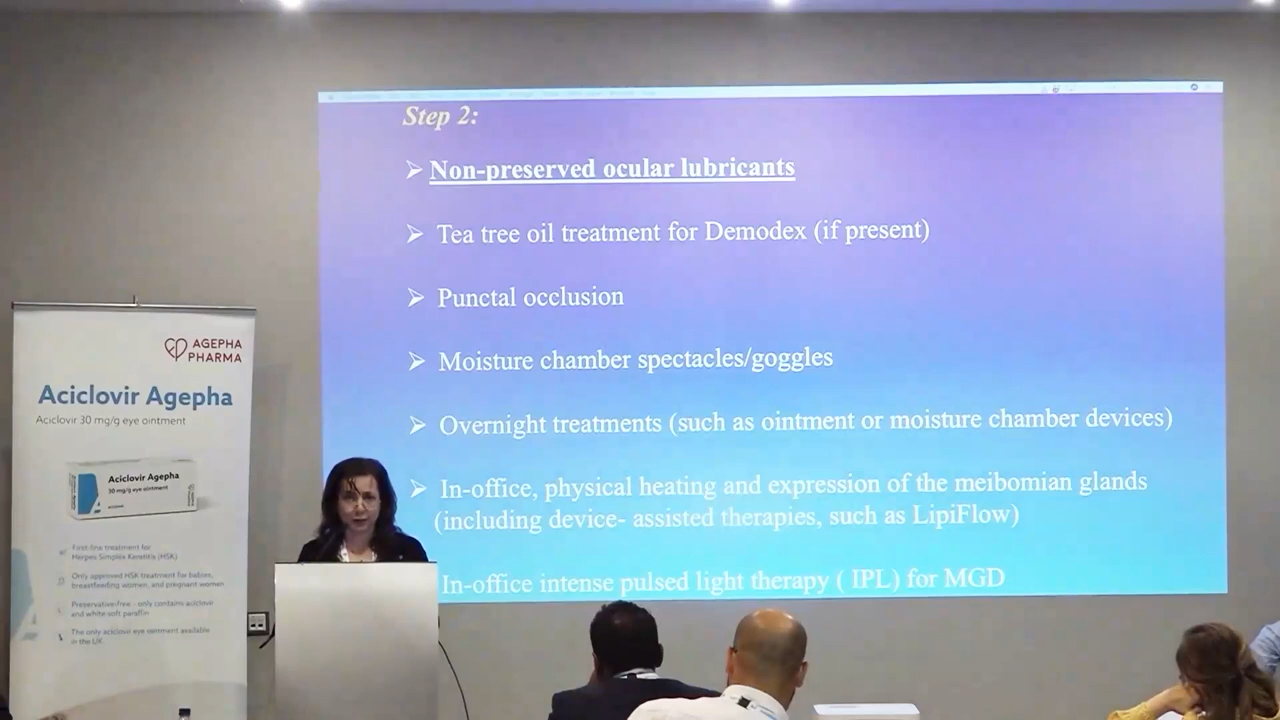 AGEPHA
PHARMA
Aciclovir Agepha
Aciclovir 30 mg/g eye ointment
Aciclovir Agepha
30 mg/g eye ointment
First-line treatment for
Herpes Simplex Keratitis (HSK)
Only approved HSK treatment for babies,
breastfeeding women, and pregnant women
Preservative-free - only contains aciclovir
and white soft paraffin
The only aciclovir eye ointment available
in the UK
Step 2:
➢ Non-preserved ocular lubricants
➢ Tea tree oil treatment for Demodex (if present)
➢ Punctal occlusion
➢ Moisture chamber spectacles/goggles
➢ Overnight treatments (such as ointment or moisture chamber devices)
➢ In-office, physical heating and expression of the meibomian glands
(including device- assisted therapies, such as LipiFlow)
In-office intense pulsed light therapy ( IPL) for MGD